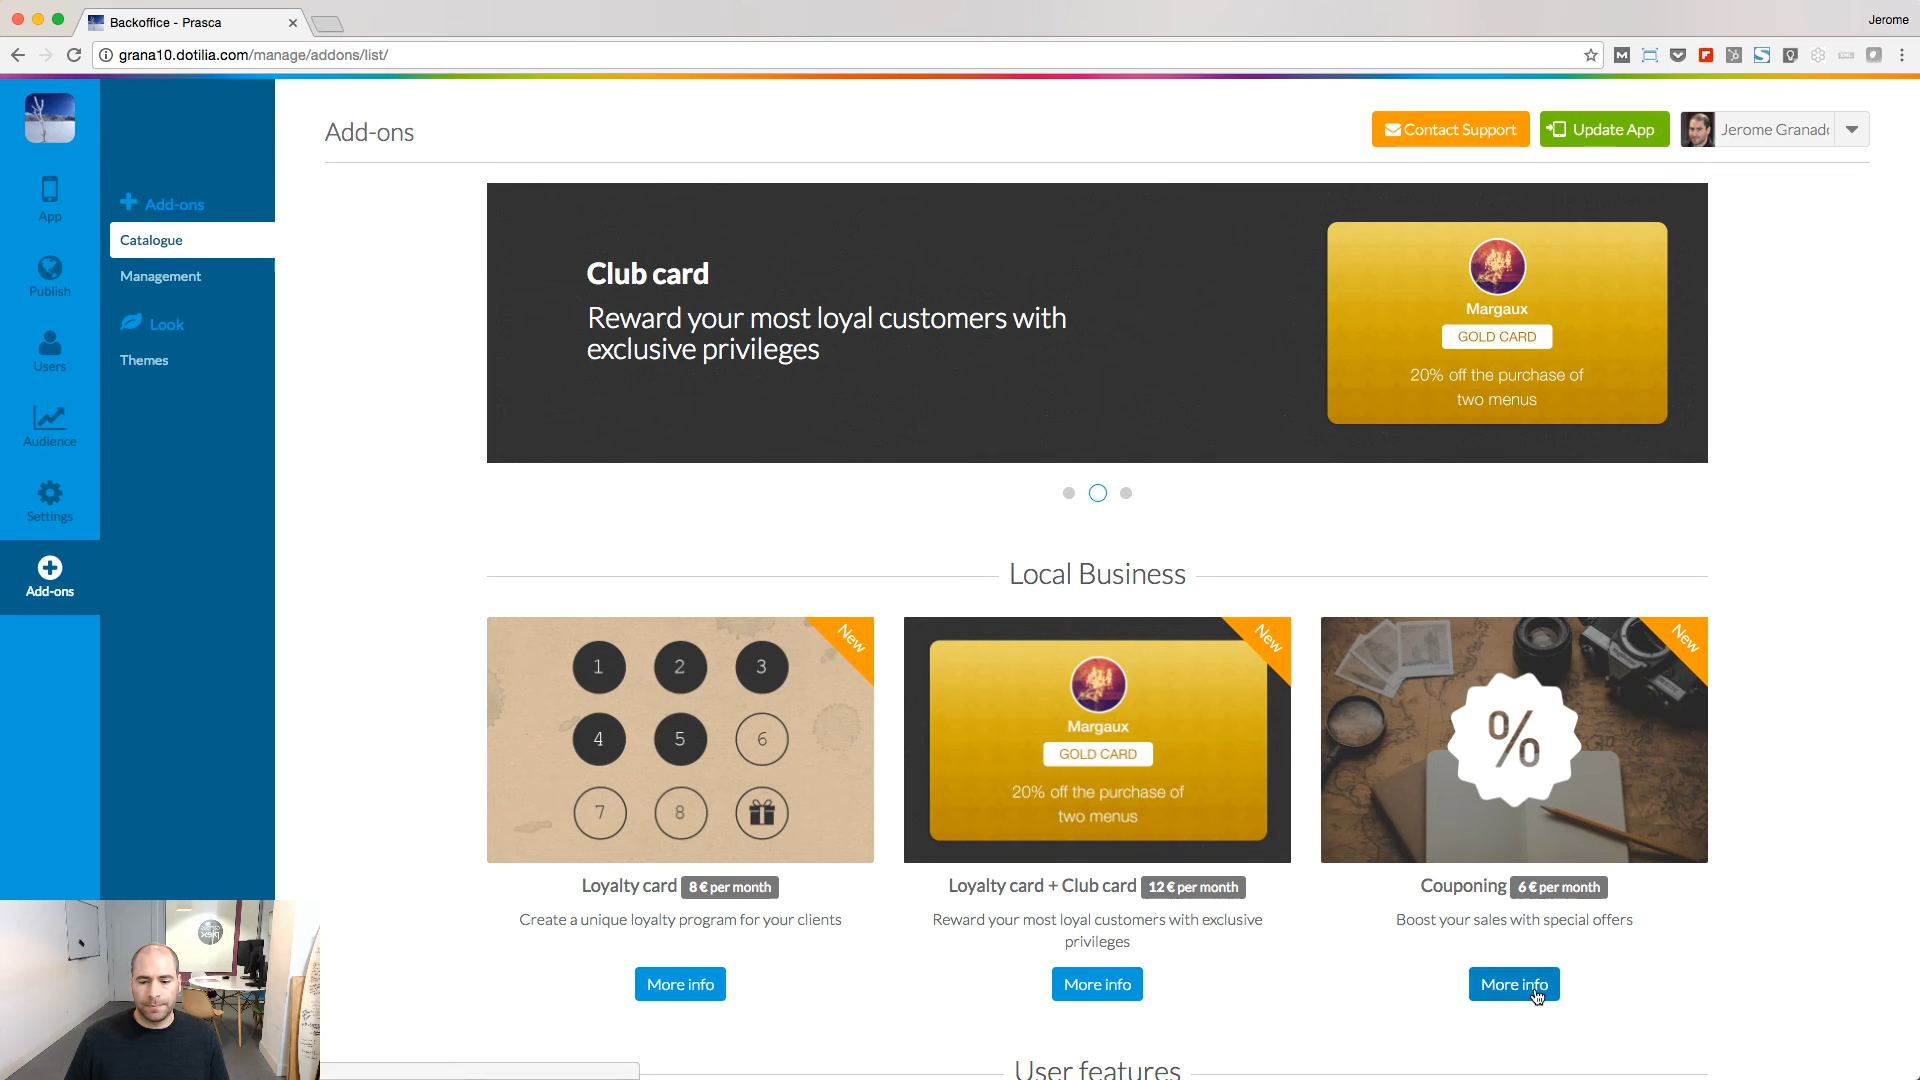 Backoffice - Prasca
Jerome
grana10.dotilia.com/manage/addons/list/
App
Publish
Users
Audience
Settings
Add-ons
Add-ons
Catalogue
Management
Look
Themes
Add-ons
Contact Support
Update App
Jerome Granad
Club card
Reward your most loyal customers with
exclusive privileges
Margaux
GOLD CARD
20% off the purchase of
two menus
Local Business
New
1 2 3
4 5 6
7 8
Loyalty card 8 € per month
Create a unique loyalty program for your clients
More info
New
Margaux
GOLD CARD
20% off the purchase of
two menus
Loyalty card + Club card 12 € per month
Reward your most loyal customers with exclusive
privileges
More info
New
%
Couponing 6 € per month
Boost your sales with special offers
More info
User features